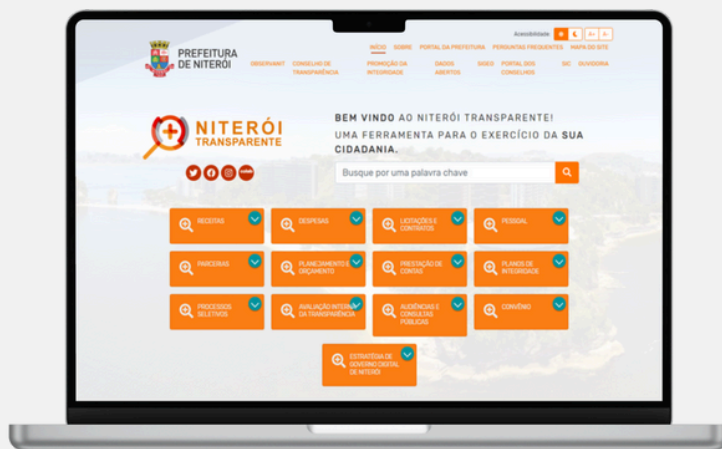 Acessibilidade
A+ A-
PREFEITURA
DE NITERÓI
INÍCIO SOBRE PORTAL DA PREFEITURA PERGUNTAS FREQUENTES MAPA DO SITE
OBSERVANIT CONSELHO DE TRANSPARÊNCIA PROMOÇÃO DA INTEGRIDADE DADOS ABERTOS SIGEO PORTAL DOS CONSELHOS SIC OUVIDORIA
NITERÓI
TRANSPARENTE
BEM VINDO AO NITERÓI TRANSPARENTE!
UMA FERRAMENTA PARA O EXERCÍCIO DA SUA
CIDADANIA.
Busque por uma palavra chave
RECEITAS
DESPESAS
LICITAÇÕES E
CONTRATOS
PESSOAL
PARCERIAS
PLANEJAMENTO E
ORÇAMENTO
PRESTAÇÃO DE
CONTAS
PLANOS DE
INTEGRIDADE
PROCESSOS
SELETIVOS
AVALIAÇÃO INTERNA
DA TRANSPARÊNCIA
AUDIÊNCIAS E
CONSULTAS
PÚBLICAS
CONVÊNIO
ESTRATÉGIA DE
GOVERNO DIGITAL
DE NITERÓI